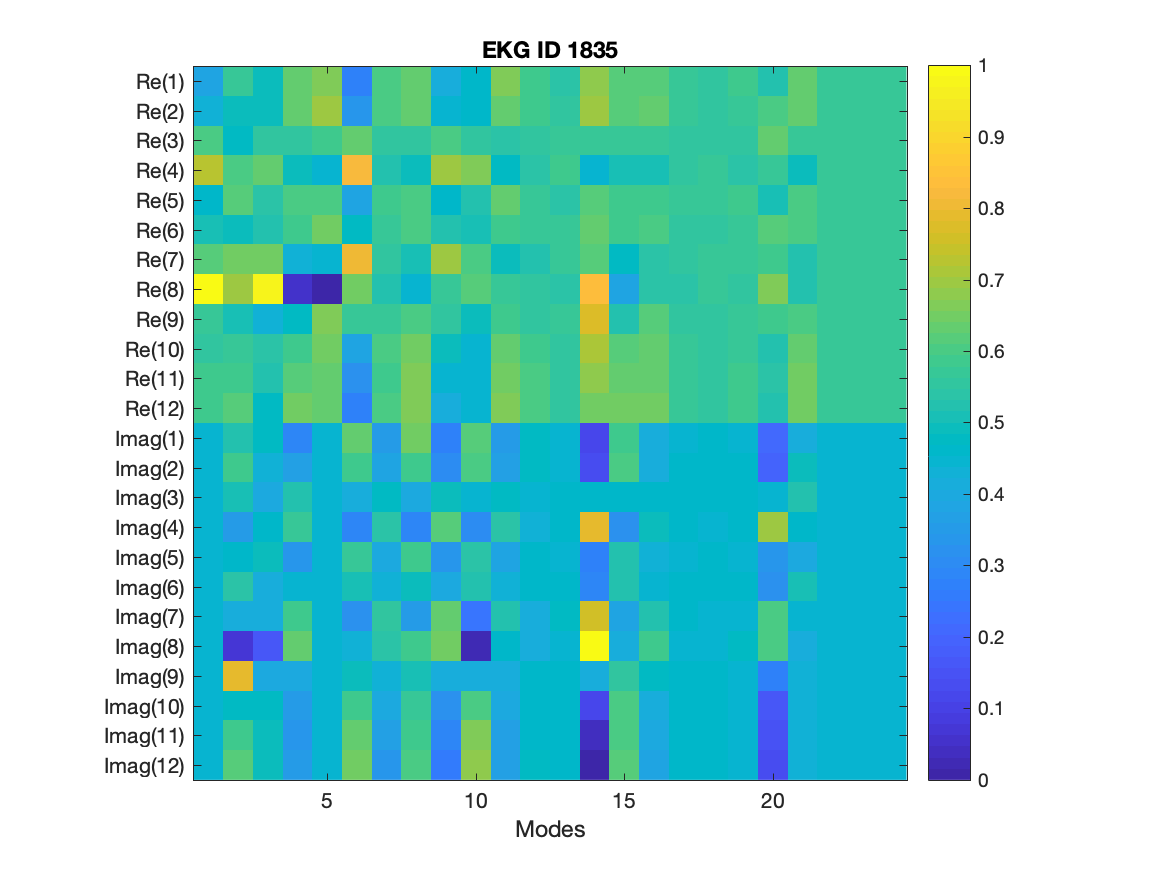 EKG ID 1835
Re(1)
Re(2)
Re(3)
Re(4)
Re(5)
Re(6)
Re(7)
Re(8)
Re(9)
Re(10)
Re(11)
Re(12)
Imag(1)
Imag(2)
Imag(3)
Imag(4)
Imag(5)
Imag(6)
Imag(7)
Imag(8)
Imag(9)
Imag(10)
Imag(11)
Imag(12)
5 10 15 20
Modes
1
0.9
0.8
0.7
0.6
0.5
0.4
0.3
0.2
0.1
0